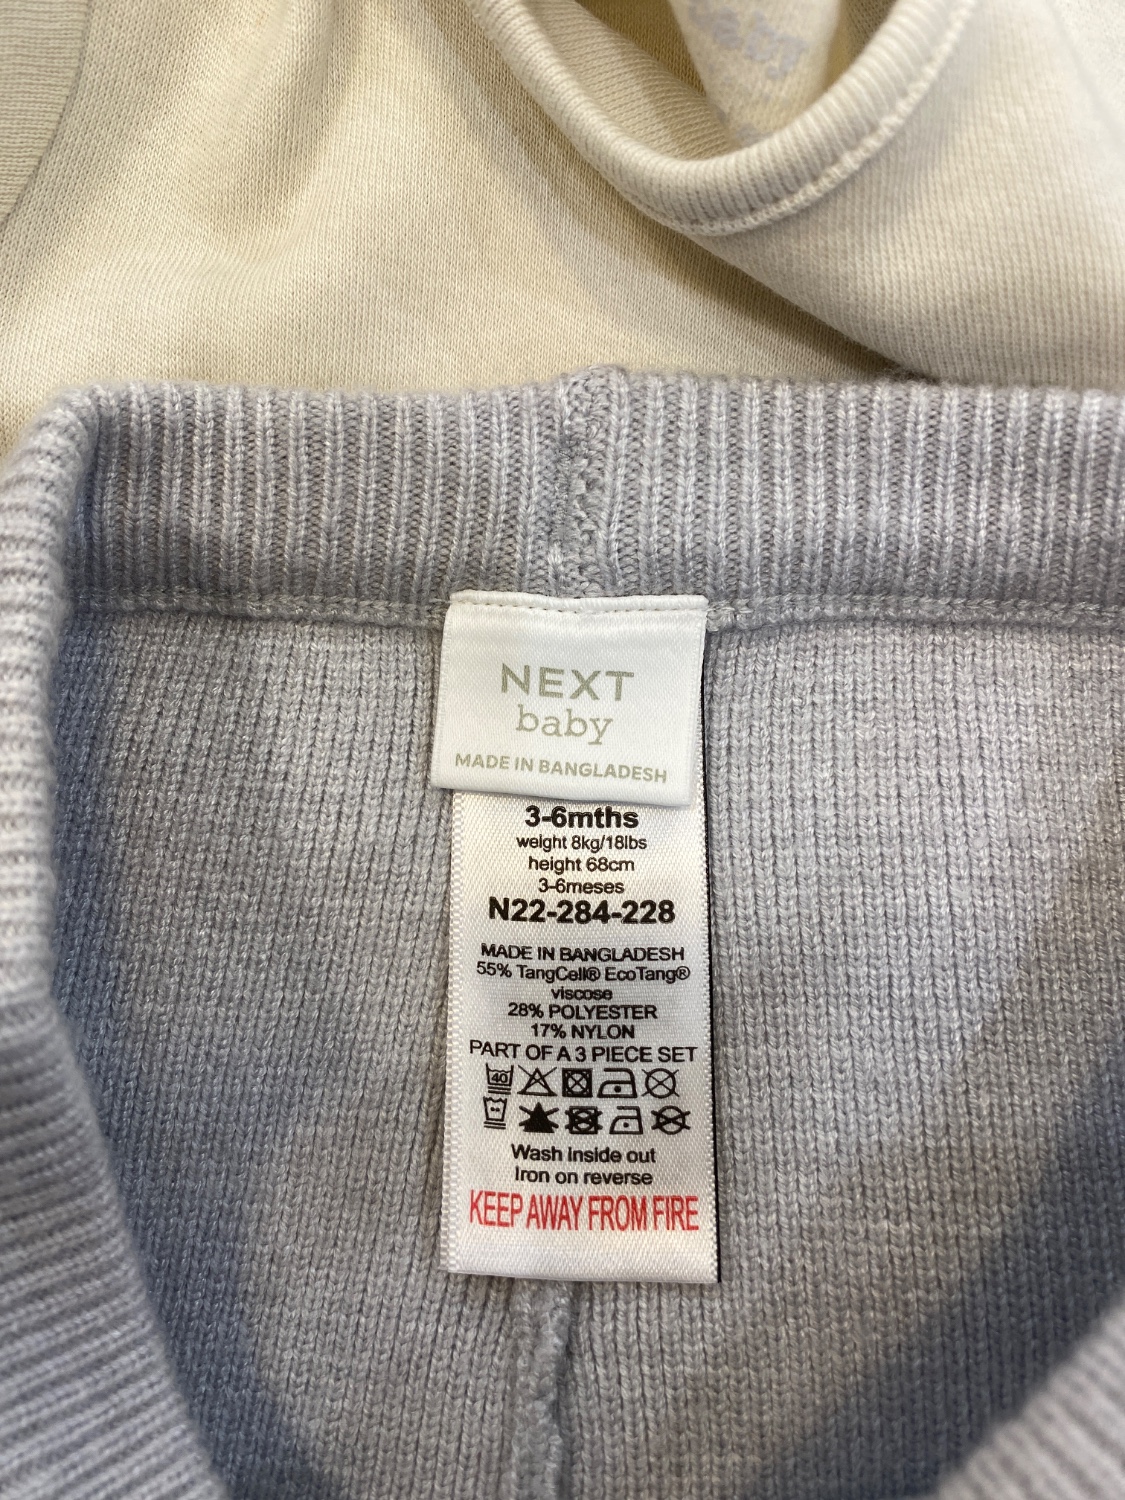 NEXT
baby
MADE IN BANGLADESH
3-6mths
weight 8kg/18lbs
height 68cm
3-6meses
N22-284-228
MADE IN BANGLADESH
55% TangCell® EcoTang®
viscose
28% POLYESTER
17% NYLON
PART OF A 3 PIECE SET
40
Wash inside out
Iron on reverse
KEEP AWAY FROM FIRE